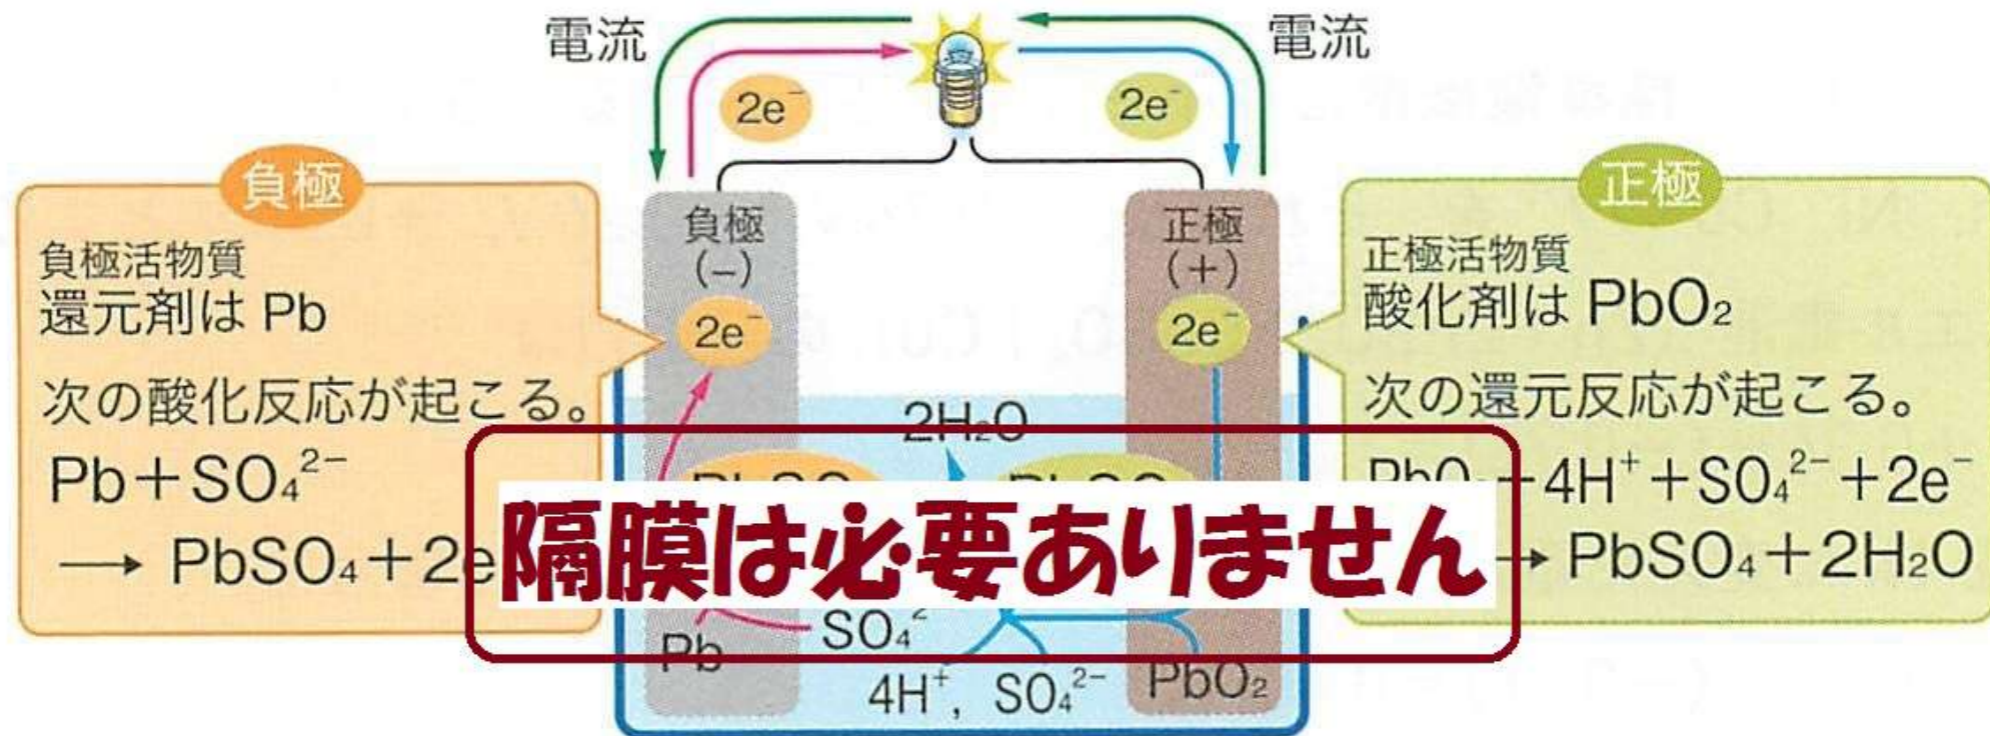 電流
電流
2e⁻
2e⁻
負極
負極活物質
還元剤は Pb
次の酸化反応が起こる。
Pb+SO₄²⁻
→ PbSO₄+2e
負極
(−)
2e⁻
正極
(+)
2e⁻
2H₂O
隔膜は必要ありません
Pb
SO₄²
4H⁺, SO₄²⁻
PbO₂
正極
正極活物質
酸化剤は PbO₂
次の還元反応が起こる。
PbO₂+4H⁺+SO₄²⁻+2e⁻
→ PbSO₄+2H₂O